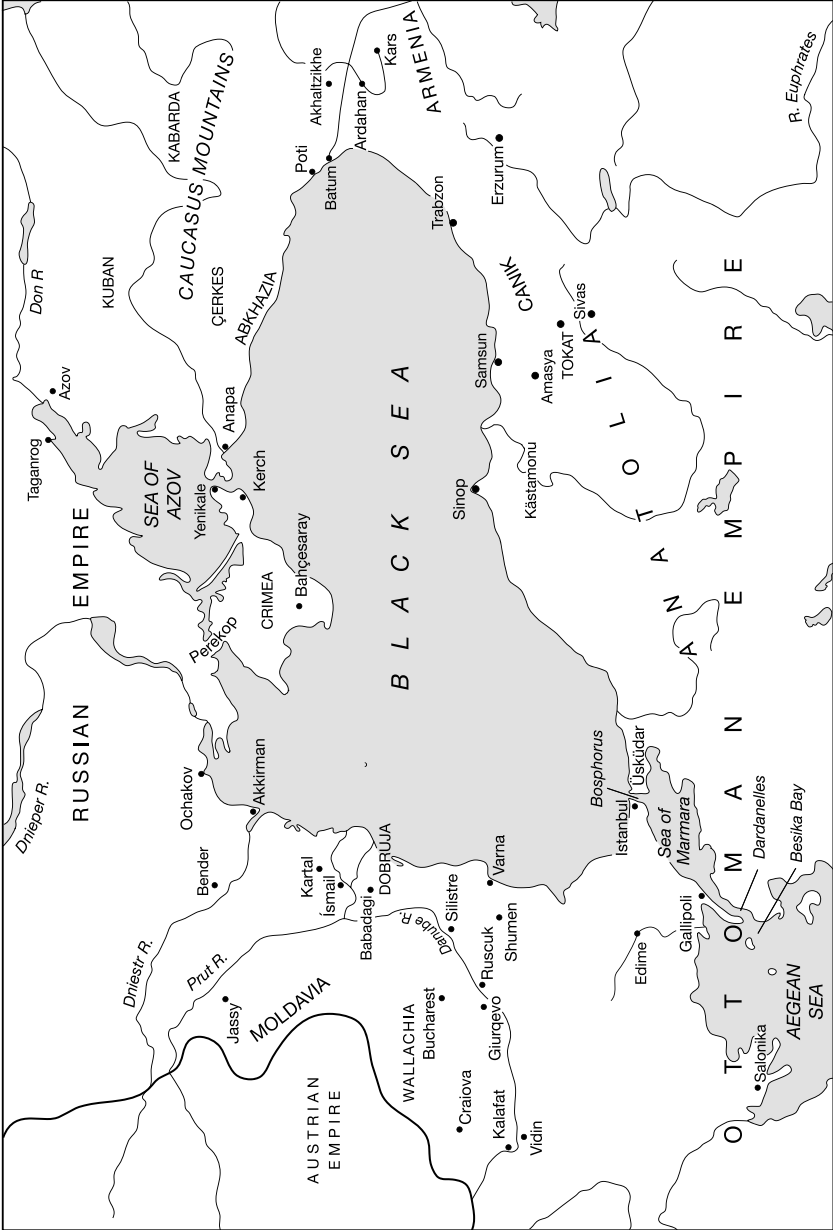 Dnieper R.
RUSSIAN
EMPIRE
Taganrog
Azov
Don R
KUBAN
KABARDA
CAUCASUS MOUNTAINS
ÇERKES
ABKHAZIA
SEA OF
AZOV
Yenikale
Kerch
Anapa
Perekop
CRIMEA
Bahçesaray
Ochakov
Akkirman
Bender
Dniestr R.
Prut R.
Jassy
MOLDAVIA
AUSTRIAN
EMPIRE
Kartal
Ísmail
Babadagi
DOBRUJA
Poti
Batum
Akhaltzikhe
Ardahan
Kars
ARMENIA
BLACK SEA
WALLACHIA
Bucharest
Craiova
Kalafat
Vidin
Giurqevo
Ruscuk
Danube R.
Silistre
Shumen
Varna
Sinop
Kästamonu
Samsun
Amasya
TOKAT
Sivas
CANIK
Trabzon
Erzurum
R. Euphrates
ANATOLIA
Bosphorus
Istanbul
Üsküdar
Sea of
Marmara
Edime
Gallipoli
Dardanelles
Besika Bay
Salonika
AEGEAN
SEA
OTTOMAN EMPIRE